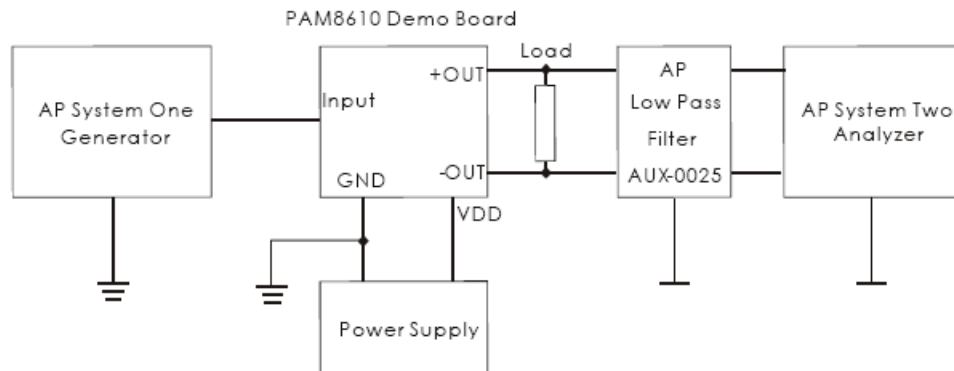 PAM8610 Demo Board
AP System One
Generator
Input
+OUT
-OUT
GND
VDD
Load
AP
Low Pass
Filter
AUX-0025
AP System Two
Analyzer
Power Supply